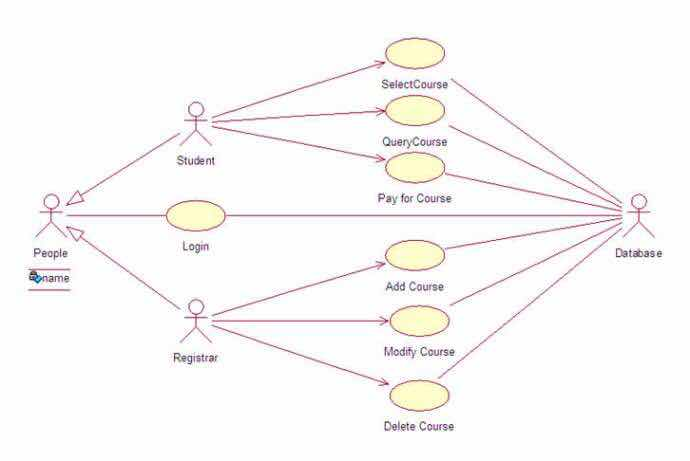 SelectCourse
QueryCourse
Student
Pay for Course
People
Login
Database
name
Add Course
Registrar
Modify Course
Delete Course